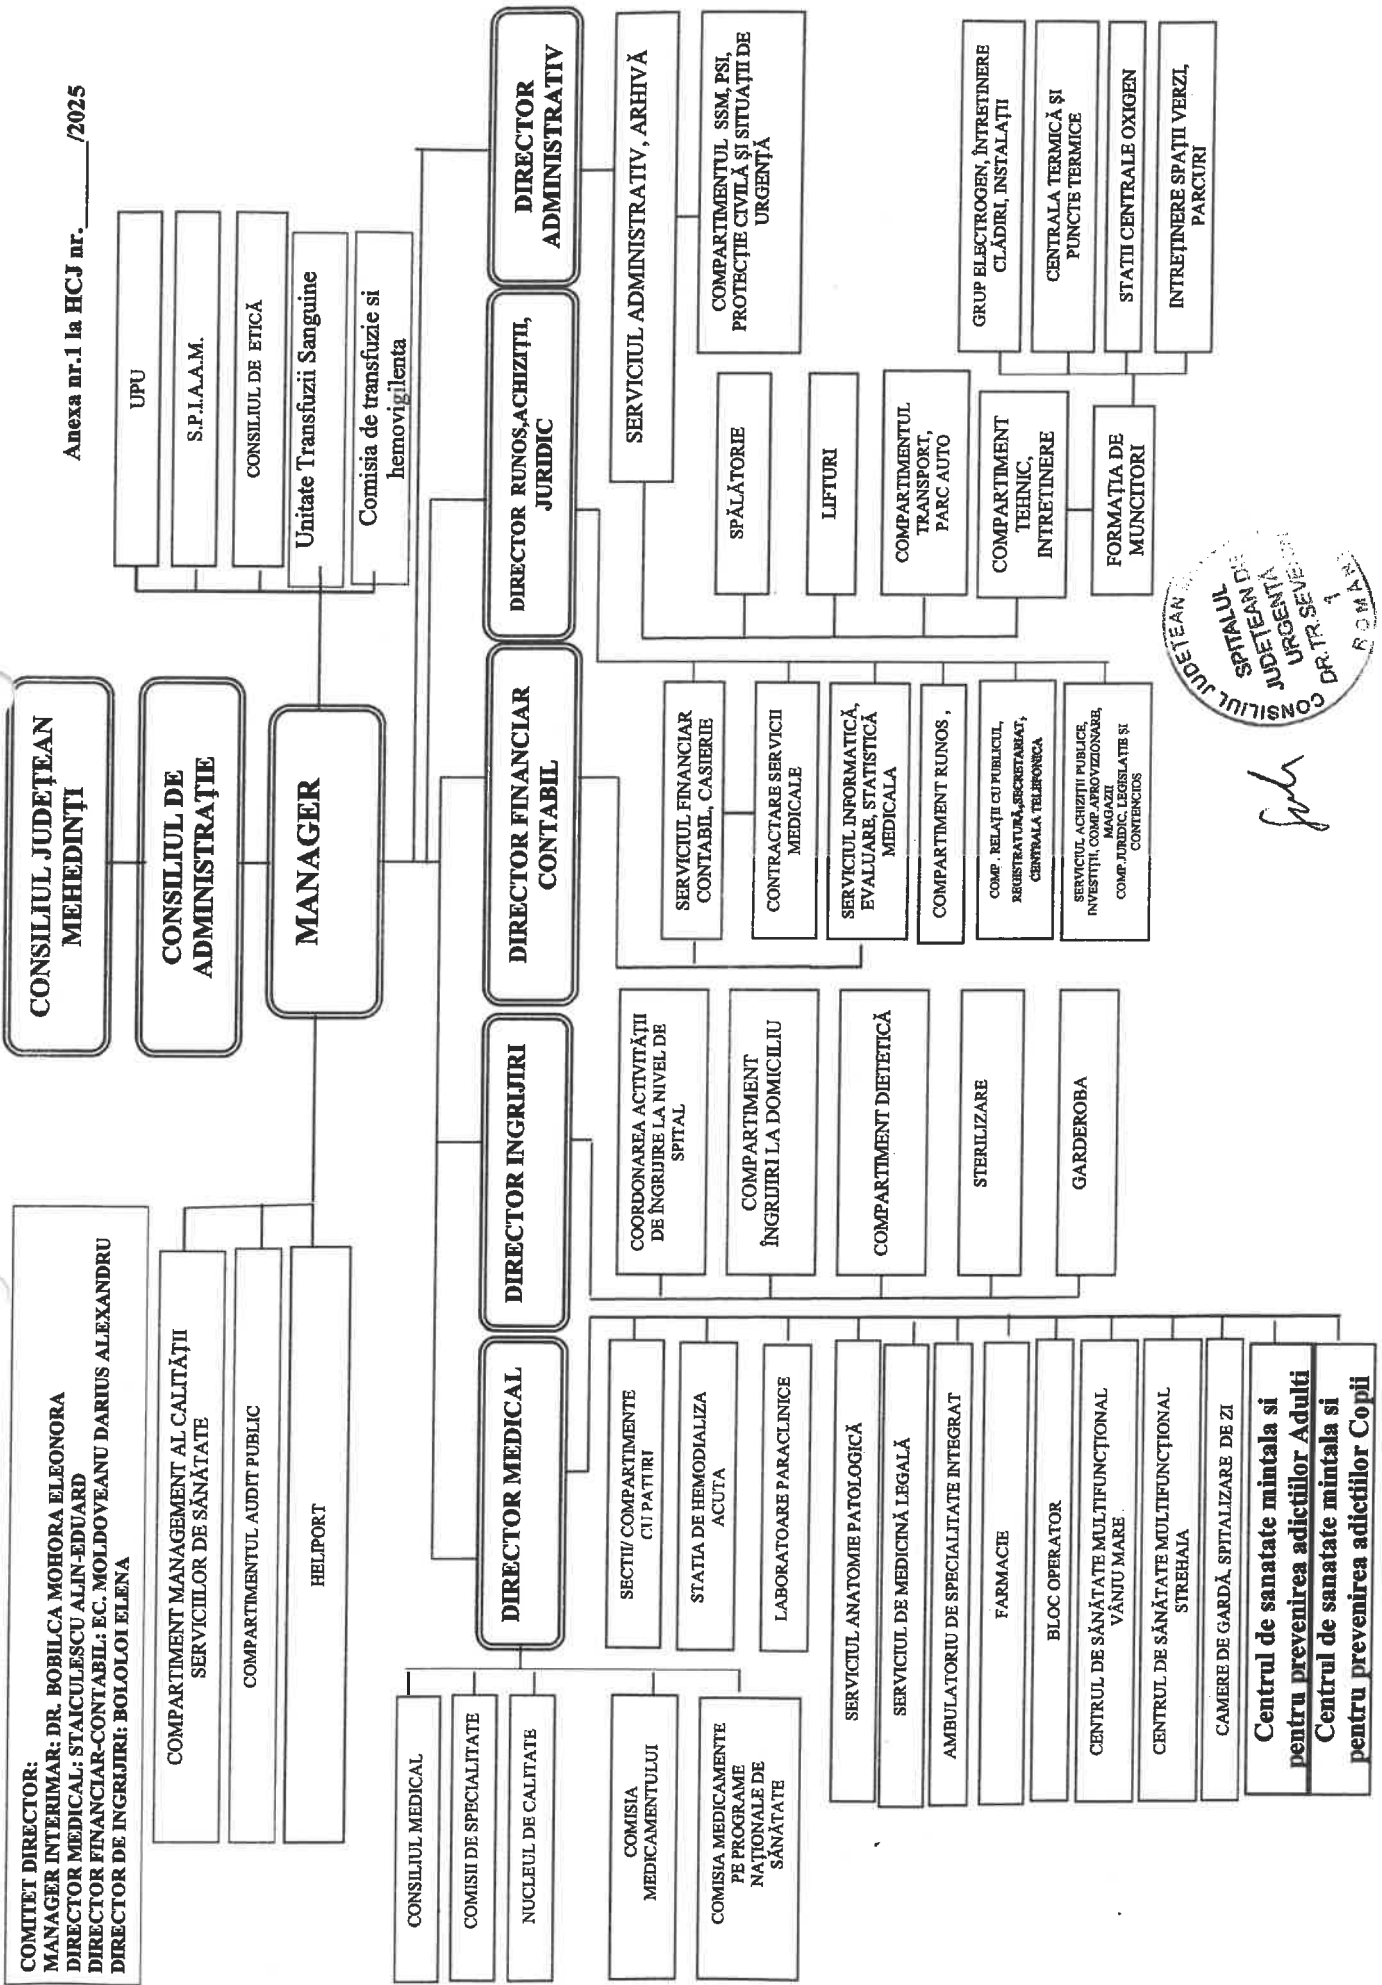 Anexa nr.1 la HCJ nr.______/2025
COMITET DIRECTOR:
MANAGER INTERIMAR: DR. BOBILCA MOHORA ELEONORA
DIRECTOR MEDICAL: STAICULESCU ALIN-EDUARD
DIRECTOR FINANCIAR-CONTABIL: EC. MOLDOVEANU DARIUS ALEXANDRU
DIRECTOR DE INGRIJIRI: BOLOLOI ELENA
CONSILIUL JUDEȚEAN
MEHEDINȚI
CONSILIUL DE
ADMINISTRAȚIE
MANAGER
COMPARTIMENT MANAGEMENT AL CALITĂȚII
SERVICIILOR DE SĂNĂTATE
COMPARTIMENTUL AUDIT PUBLIC
HELIPORT
UPU
S.P.I.A.A.M.
CONSILIUL DE ETICĂ
Unitate Transfuzii Sanguine
Comisia de transfuzie si
hemovigilenta
DIRECTOR MEDICAL
DIRECTOR INGRIJIRI
DIRECTOR FINANCIAR
CONTABIL
DIRECTOR RUNOS,ACHIZIȚII,
JURIDIC
DIRECTOR
ADMINISTRATIV
CONSILIUL MEDICAL
COMISII DE SPECIALITATE
NUCLEUL DE CALITATE
COMISIA
MEDICAMENTULUI
COMISIA MEDICAMENTE
PE PROGRAME
NAȚIONALE DE
SĂNĂTATE
SECTII/ COMPARTIMENTE
CU PATURI
STATIA DE HEMODIALIZA
ACUTA
LABORATOARE PARACLINICE
SERVICIUL ANATOMIE PATOLOGICĂ
SERVICIUL DE MEDICINĂ LEGALĂ
AMBULATORIU DE SPECIALITATE INTEGRAT
FARMACIE
BLOC OPERATOR
CENTRUL DE SĂNĂTATE MULTIFUNCȚIONAL
VÂNJU MARE
CENTRUL DE SĂNĂTATE MULTIFUNCȚIONAL
STREHAIA
CAMERE DE GARDĂ, SPITALIZARE DE ZI
Centrul de sanatate mintala si
pentru prevenirea adictiilor Adulti
Centrul de sanatate mintala si
pentru prevenirea adictiilor Copii
COORDONAREA ACTIVITĂȚII
DE ÎNGRIJIRE LA NIVEL DE
SPITAL
COMPARTIMENT
ÎNGRIJIRI LA DOMICILIU
COMPARTIMENT DIETETICĂ
STERILIZARE
GARDEROBA
SERVICIUL FINANCIAR
CONTABIL, CASIERIE
CONTRACTARE SERVICII
MEDICALE
SERVICIUL INFORMATICĂ,
EVALUARE, STATISTICĂ
MEDICALA
COMPARTIMENT RUNOS ,
COMP . RELAȚII CU PUBLICUL,
REGISTRATURĂ,SECRETARIAT,
CENTRALA TELEFONICA
SERVICIUL ACHIZIȚII PUBLICE,
INVESTIȚII, COMP.APROVIZIONARE,
MAGAZII
COMP.JURIDIC, LEGISLATIE ȘI
CONTENCIOS
SERVICIUL ADMINISTRATIV, ARHIVĂ
COMPARTIMENTUL SSM, PSI,
PROTECȚIE CIVILĂ ȘI SITUAȚII DE
URGENȚĂ
SPĂLĂTORIE
LIFTURI
COMPARTIMENTUL
TRANSPORT,
PARC AUTO
COMPARTIMENT
TEHNIC,
INTRETINERE
FORMAȚIA DE
MUNCITORI
GRUP ELECTROGEN, ÎNTREȚINERE
CLĂDIRI, INSTALAȚII
CENTRALA TERMICĂ ȘI
PUNCTE TERMICE
STATII CENTRALE OXIGEN
INTREȚINERE SPAȚII VERZI,
PARCURI
CONSILIUL JUDETEAN
SPITALUL
JUDETEAN DE
URGENTA
DR.TR.SEVERIN
1
ROMANIA